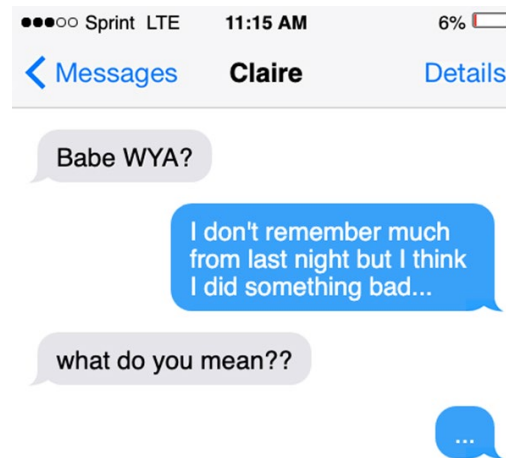 Sprint LTE 11:15 AM 6%
Messages Claire Details
Babe WYA?
I don't remember much
from last night but I think
I did something bad...
what do you mean??
...